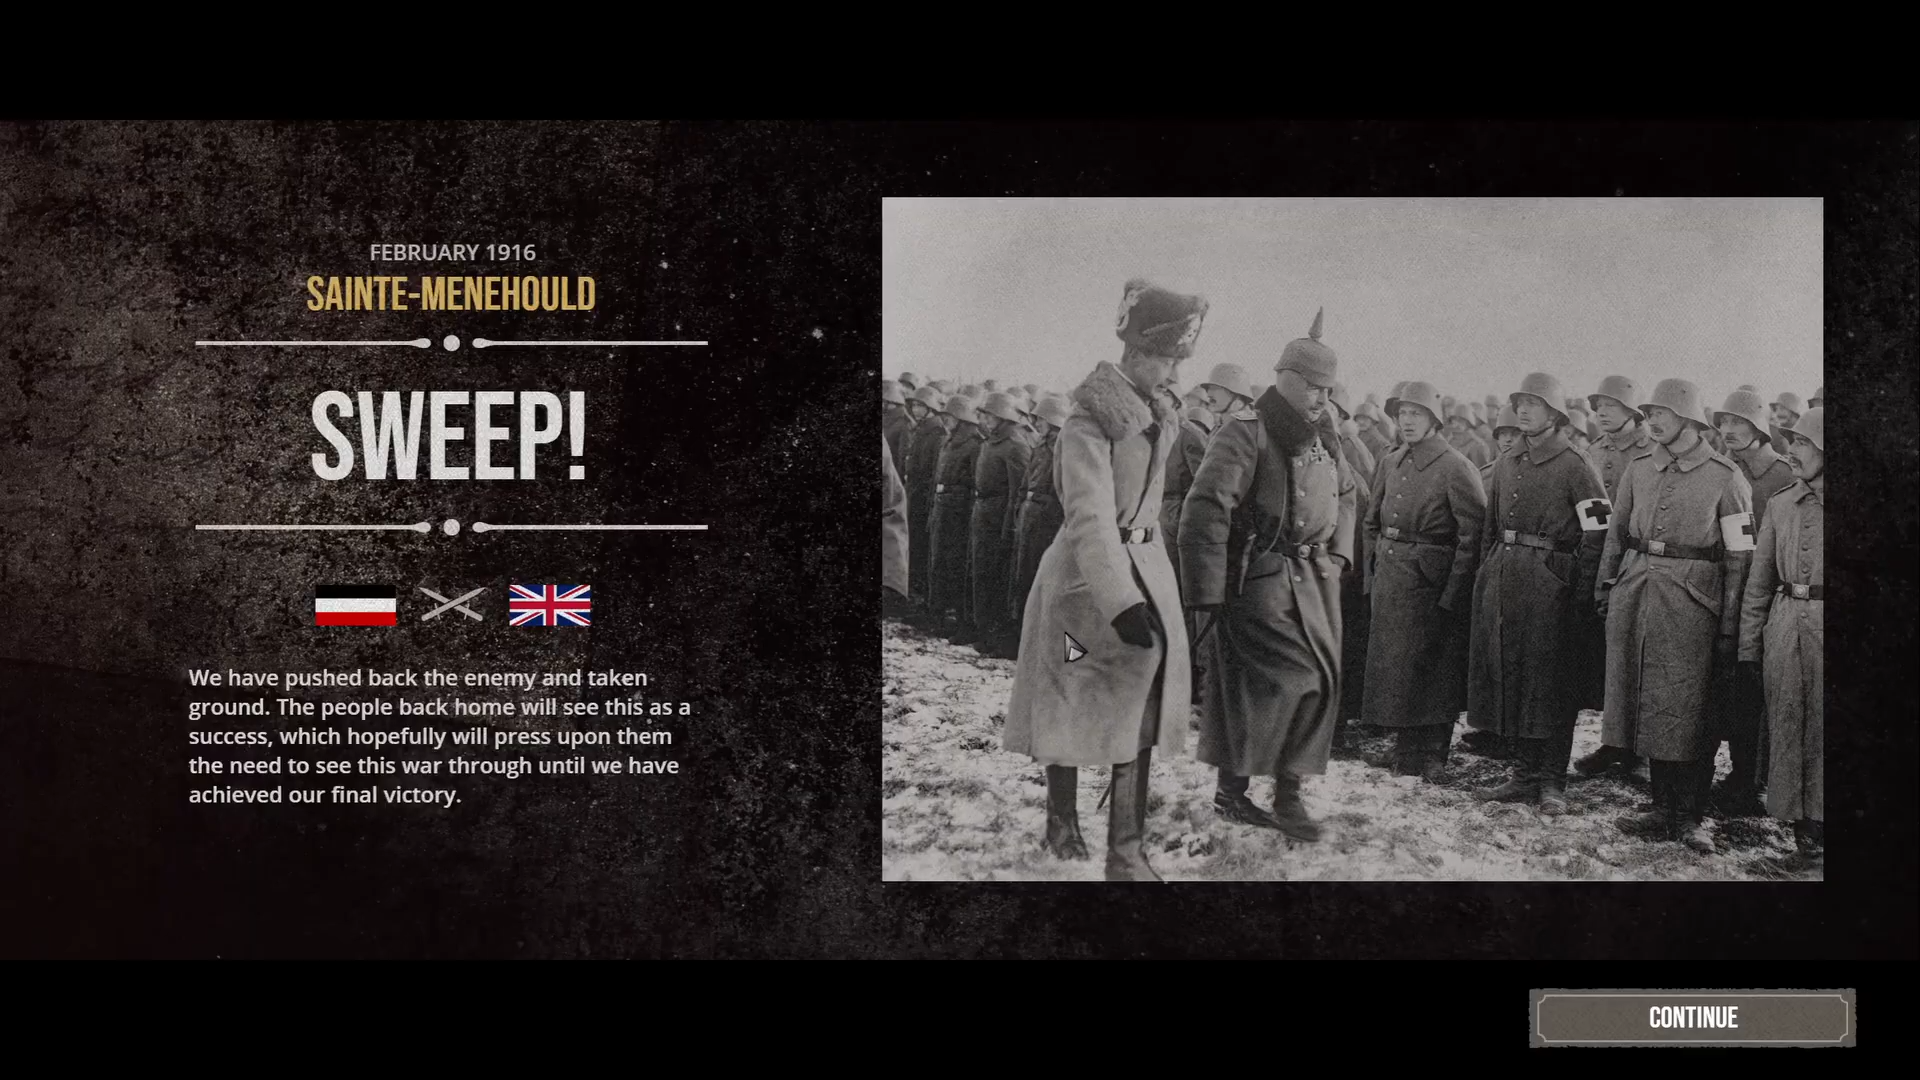 FEBRUARY 1916
SAINTE-MENEHOULD
SWEEP!
We have pushed back the enemy and taken
ground. The people back home will see this as a
success, which hopefully will press upon them
the need to see this war through until we have
achieved our final victory.
CONTINUE